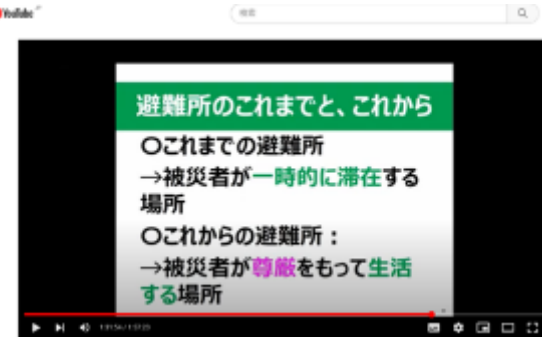 YouTube
検索
避難所のこれまでと、これから
〇これまでの避難所
→被災者が一時的に滞在する
場所
〇これからの避難所：
→被災者が尊厳をもって生活
する場所